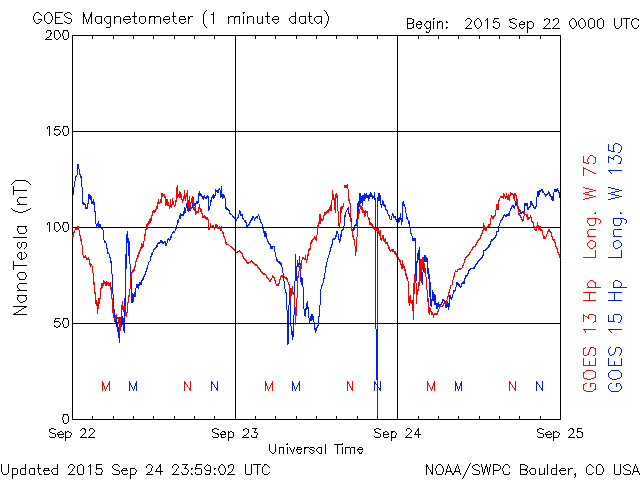 GOES Magnetometer (1 minute data)
Begin: 2015 Sep 22 0000 UTC
200
150
100
50
0
NanoTesla (nT)
M M N N M M N N M M N N
Sep 22 Sep 23 Sep 24 Sep 25
Universal Time
GOES 13 Hp Long. W 75
GOES 15 Hp Long. W 135
Updated 2015 Sep 24 23:59:02 UTC
NOAA/SWPC Boulder, CO USA